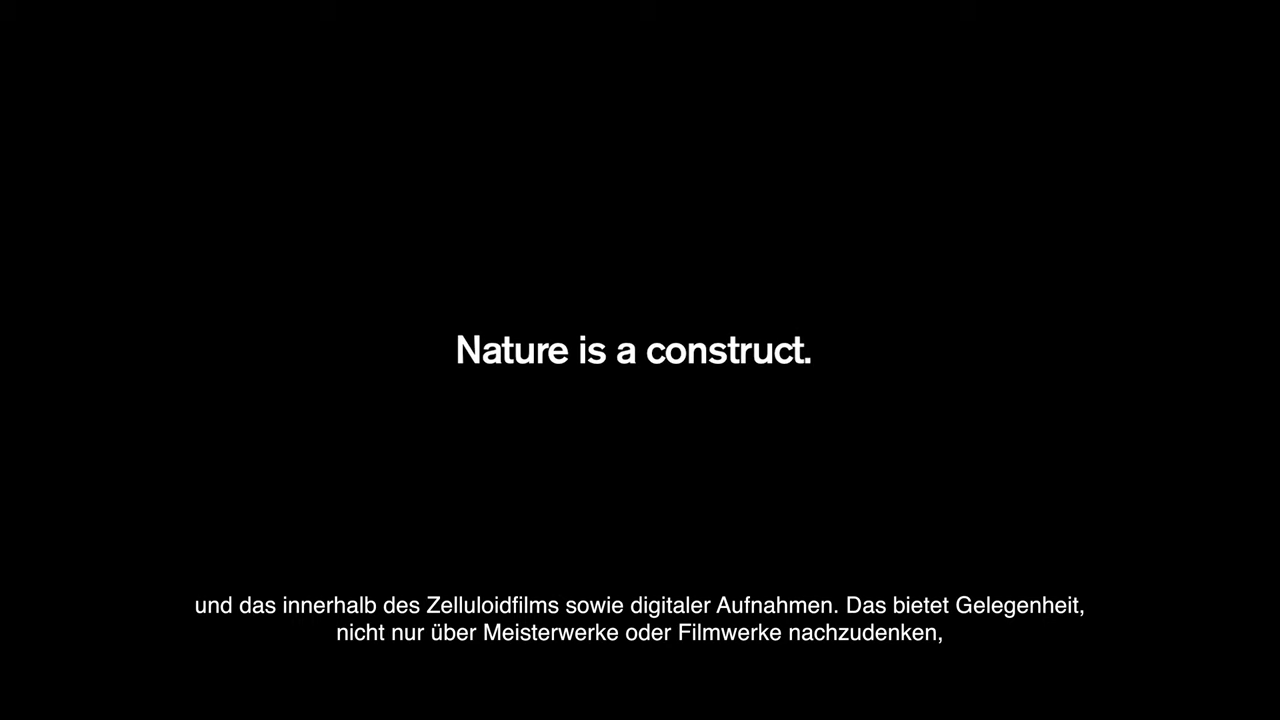 Nature is a construct.
und das innerhalb des Zelluloidfilms sowie digitaler Aufnahmen. Das bietet Gelegenheit,
nicht nur über Meisterwerke oder Filmwerke nachzudenken,